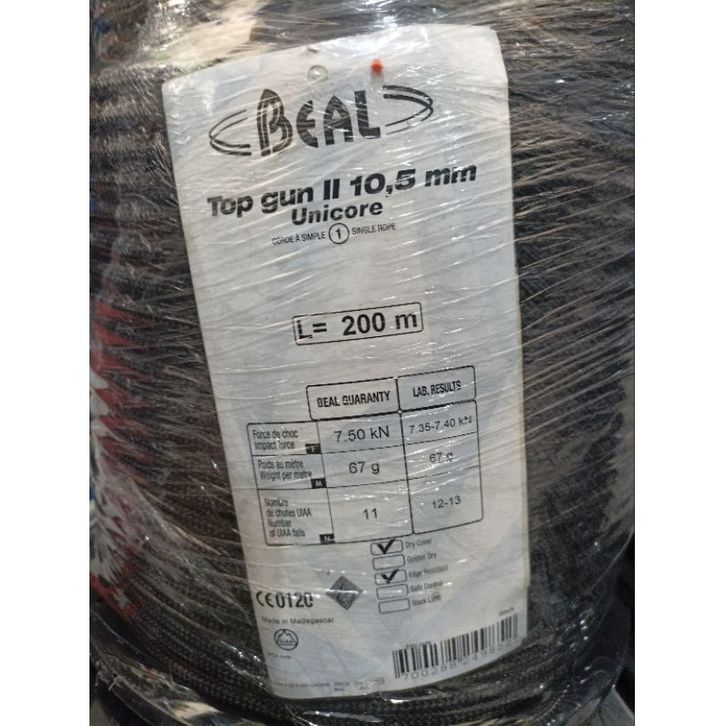 BEAL
Top gun II 10,5 mm
Unicore
CORDE À SIMPLE 1 SINGLE ROPE
L= 200 m
BEAL GUARANTY LAB. RESULTS
Force de choc
Impact force F 7.50 kN 7.35-7.40 kN
Poids au mètre
Weight per metre M 67 g 67 g
Nombre
de chutes UIAA
Number
of UIAA falls N 11 12-13
Dry Cover
Golden Dry
Edge Resistant
Safe Control
Black Limit
CE0120
Made in Madagascar
UIAA